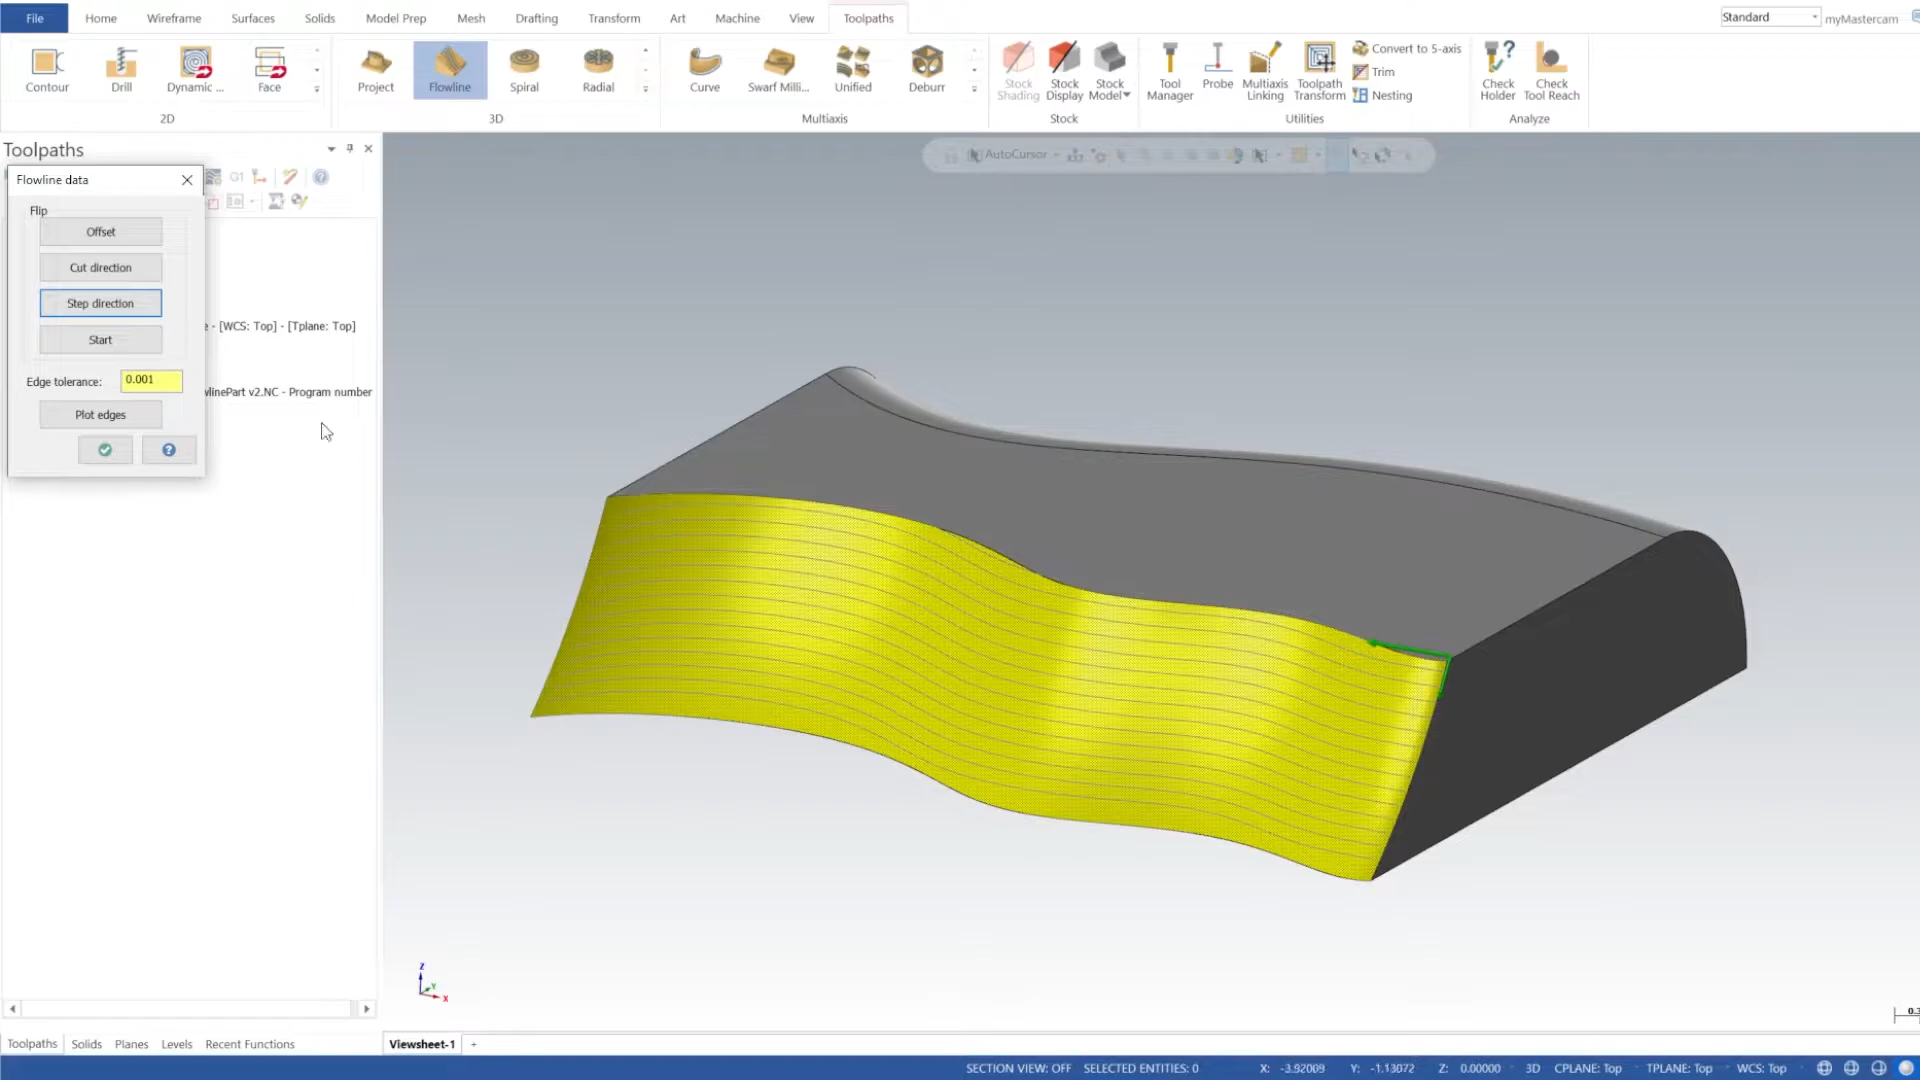 File Home Wireframe Surfaces Solids Model Prep Mesh Drafting Transform Art Machine View Toolpaths Standard myMastercam
Contour Drill Dynamic ... Face Project Flowline Spiral Radial Curve Swarf Milli... Unified Deburr Stock Shading Stock Display Stock Model Tool Manager Probe Multiaxis Linking Toolpath Transform Convert to 5-axis Check Holder Check Tool Reach
Trim
Nesting
2D 3D Multiaxis Stock Utilities Analyze
Toolpaths
AutoCursor
Flowline data
G1
Flip
Offset
Cut direction
Step direction
e - [WCS: Top] - [Tplane: Top]
Start
Edge tolerance: 0.001
wlinePart v2.NC - Program number
Plot edges
Z
Y
X
0.
Toolpaths Solids Planes Levels Recent Functions Viewsheet-1 +
SECTION VIEW: OFF SELECTED ENTITIES: 0 X: -3.92009 Y: -1.13072 Z: 0.00000 3D CPLANE: Top TPLANE: Top WCS: Top